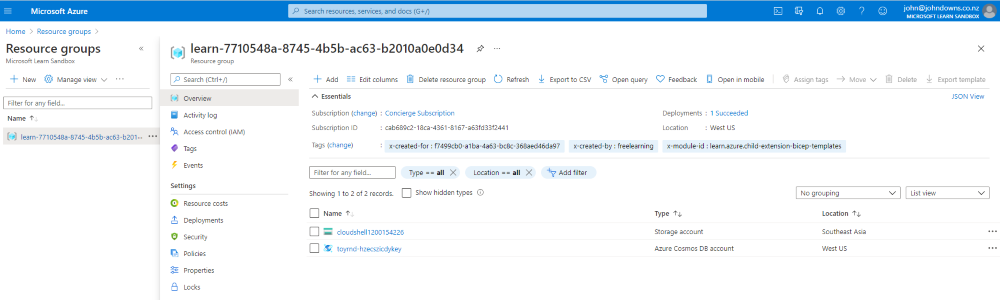 Microsoft Azure
Search resources, services, and docs (G+/)
john@johndowns.co.nz
MICROSOFT LEARN SANDBOX
Home > Resource groups >
Resource groups «
Microsoft Learn Sandbox
+ New Manage view ···
Filter for any field...
Name ↑
learn-7710548a-8745-4b5b-ac63-b201··· ···
learn-7710548a-8745-4b5b-ac63-b2010a0e0d34 ···
Resource group
Search (Ctrl+/) «
Overview
Activity log
Access control (IAM)
Tags
Events
Settings
Resource costs
Deployments
Security
Policies
Properties
Locks
+ Add Edit columns Delete resource group Refresh Export to CSV Open query Feedback Open in mobile Assign tags Move Delete Export template
Essentials JSON View
Subscription (change) : Concierge Subscription Deployments : 1 Succeeded
Subscription ID : cab689c2-18ca-4361-8167-a63fd33f2441 Location : West US
Tags (change) : x-created-for : f7499cb0-a1ba-4a63-bc8c-368aed46da97 x-created-by : freelearning x-module-id : learn.azure.child-extension-bicep-templates
Filter for any field... Type == all Location == all Add filter
Showing 1 to 2 of 2 records. Show hidden types No grouping List view
Name ↑↓ Type ↑↓ Location ↑↓
cloudshell1200154226 Storage account Southeast Asia ···
toyrnd-hzecszicdykey Azure Cosmos DB account West US ···